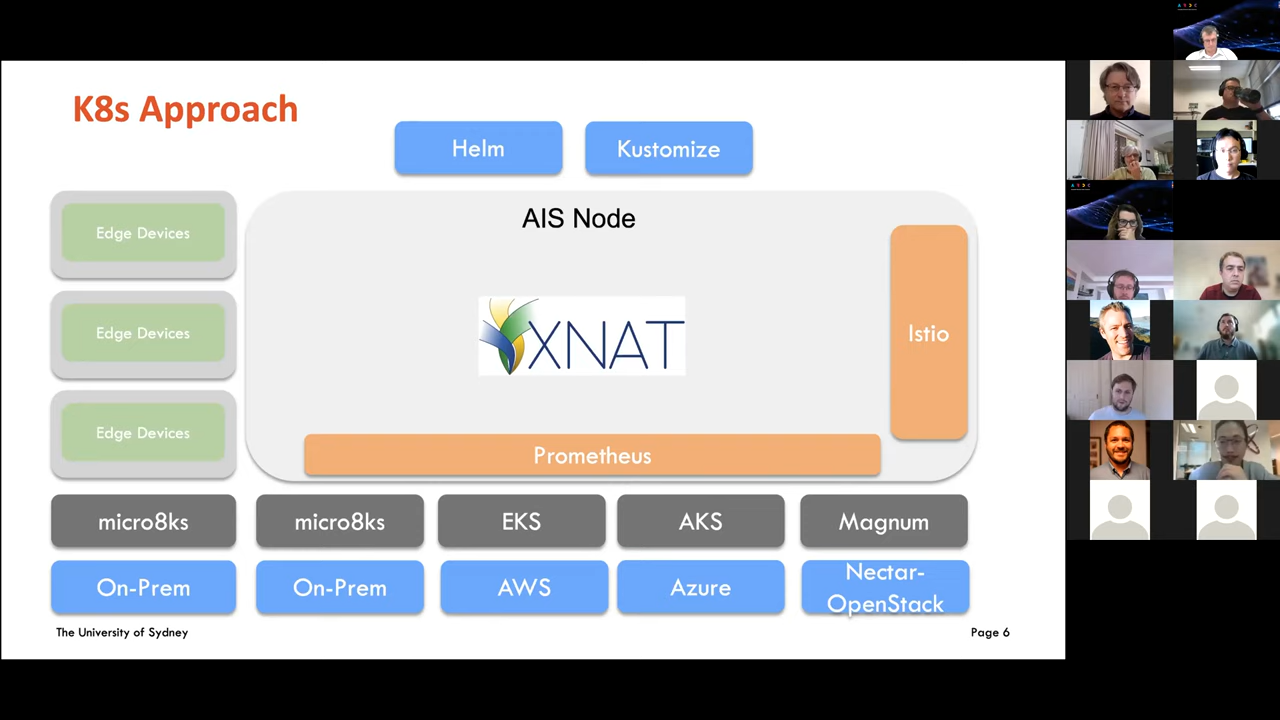 K8s Approach
Helm
Kustomize
Edge Devices
Edge Devices
Edge Devices
AIS Node
XNAT
Istio
Prometheus
micro8ks
micro8ks
EKS
AKS
Magnum
On-Prem
On-Prem
AWS
Azure
Nectar-
OpenStack
The University of Sydney
Page 6